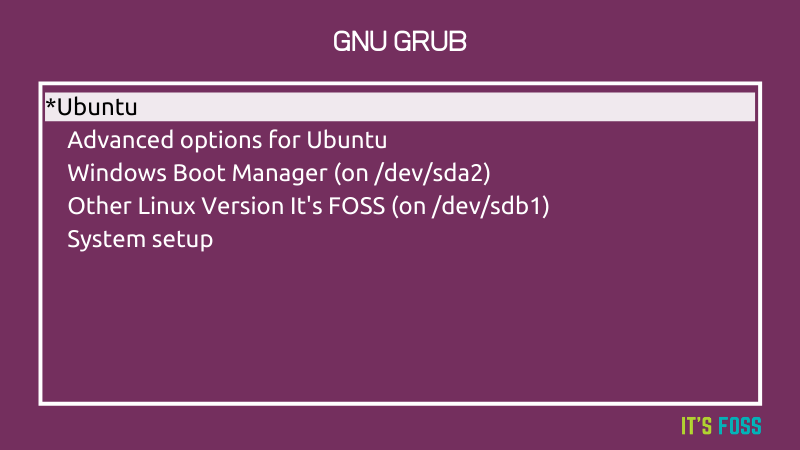 GNU GRUB
*Ubuntu
Advanced options for Ubuntu
Windows Boot Manager (on /dev/sda2)
Other Linux Version It's FOSS (on /dev/sdb1)
System setup
IT'S FOSS